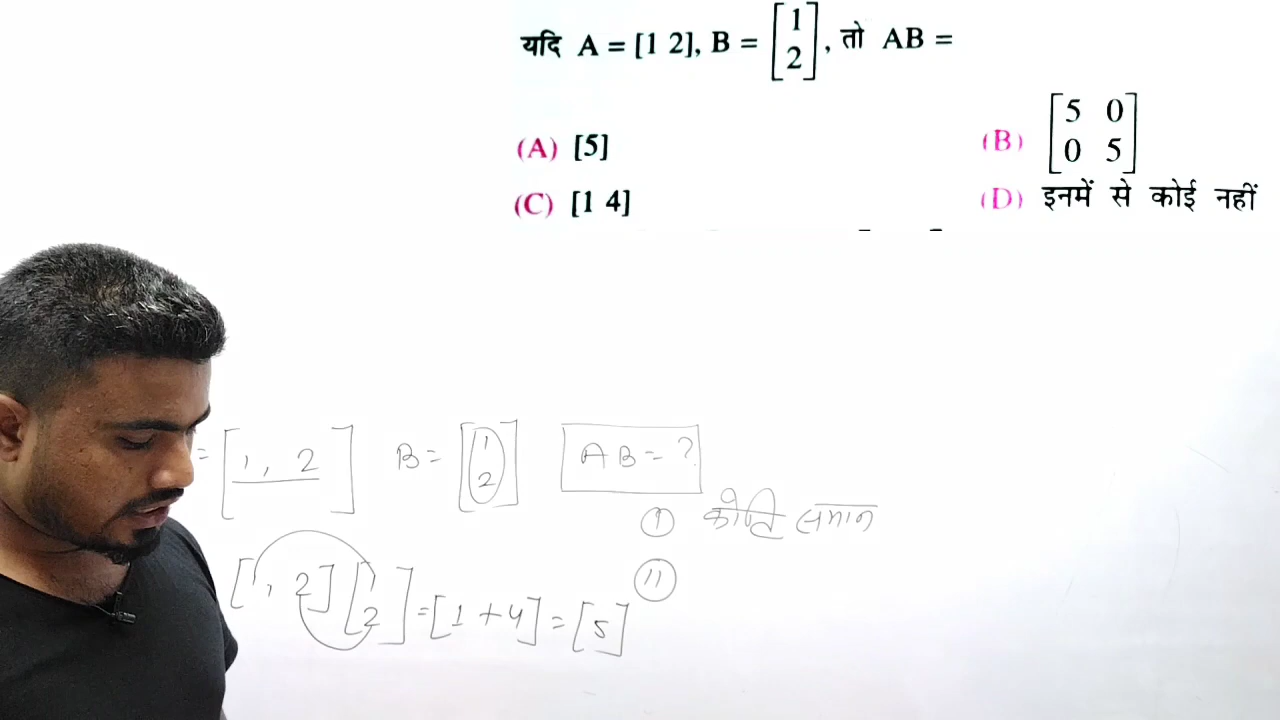 यदि A = [1 2], B = [1 2], तो AB =
(A) [5] (B) [5 0 0 5]
(C) [1 4] (D) इनमें से कोई नहीं
= [1, 2] B = [1 2] AB = ?
(i) कोटि समान
(ii)
[1, 2] [1 2] = [1 + 4] = [5]